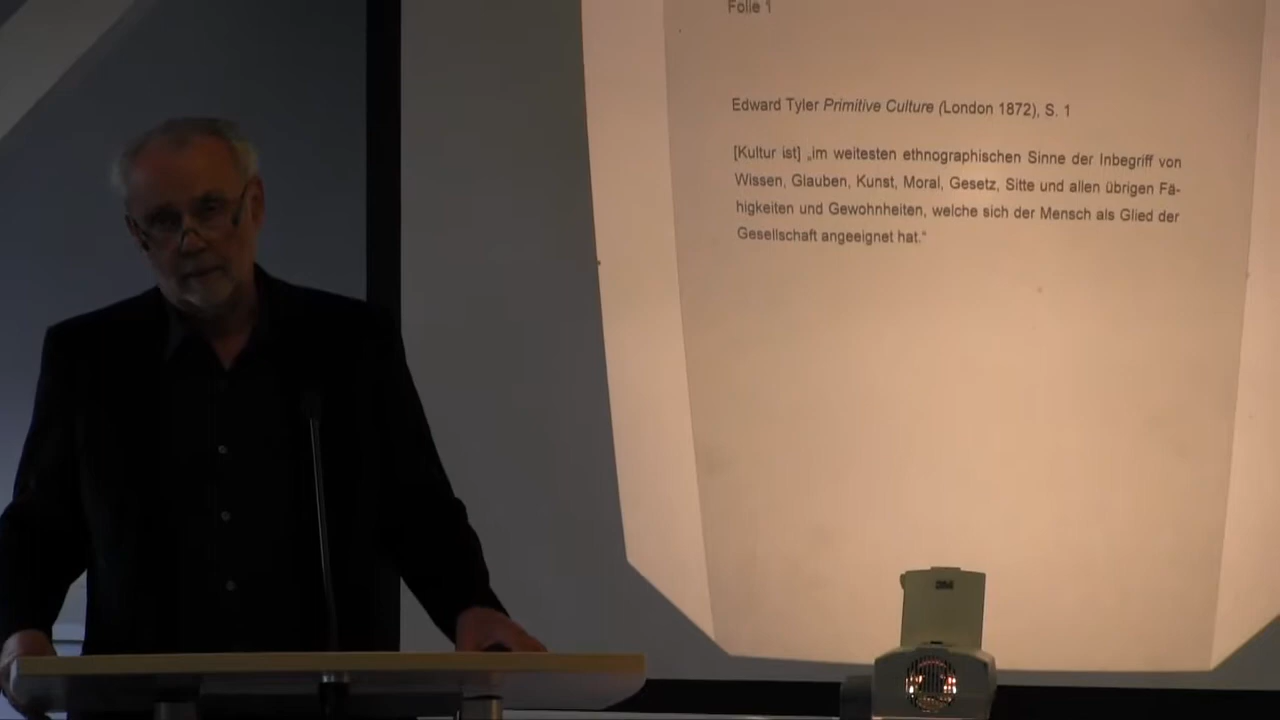 Folie 1
Edward Tyler Primitive Culture (London 1872), S. 1
[Kultur ist] „im weitesten ethnographischen Sinne der Inbegriff von
Wissen, Glauben, Kunst, Moral, Gesetz, Sitte und allen übrigen Fä-
higkeiten und Gewohnheiten, welche sich der Mensch als Glied der
Gesellschaft angeeignet hat.“
3M